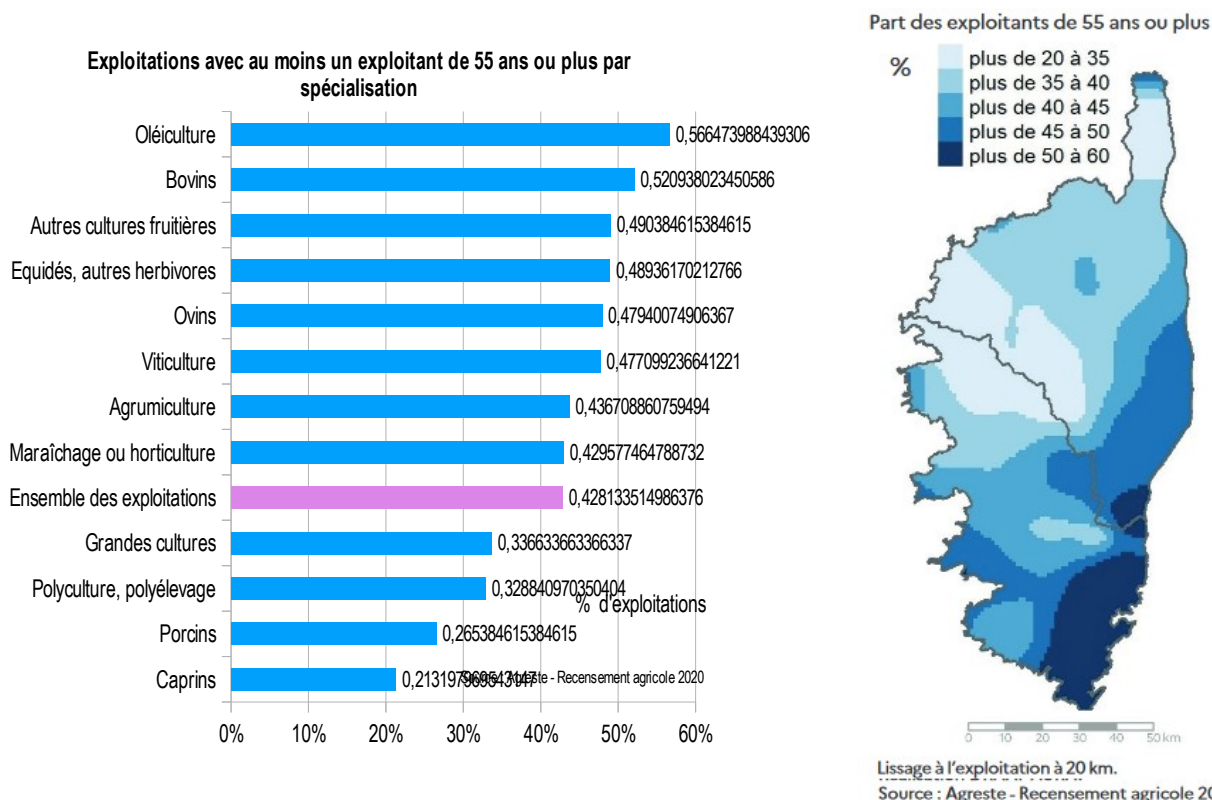 Exploitations avec au moins un exploitant de 55 ans ou plus par
spécialisation
Oléiculture 0,566473988439306
Bovins 0,520938023450586
Autres cultures fruitières 0,490384615384615
Equidés, autres herbivores 0,48936170212766
Ovins 0,47940074906367
Viticulture 0,477099236641221
Agrumiculture 0,436708860759494
Maraîchage ou horticulture 0,429577464788732
Ensemble des exploitations 0,428133514986376
Grandes cultures 0,336633663366337
Polyculture, polyélevage 0,328840970350404
% d'exploitations
Porcins 0,265384615384615
Caprins 0,213197969543147
Source : Agreste - Recensement agricole 2020
0% 10% 20% 30% 40% 50% 60%
Part des exploitants de 55 ans ou plus
%
plus de 20 à 35
plus de 35 à 40
plus de 40 à 45
plus de 45 à 50
plus de 50 à 60
0 10 20 30 40 50 km
Lissage à l'exploitation à 20 km.
Source : Agreste - Recensement agricole 20